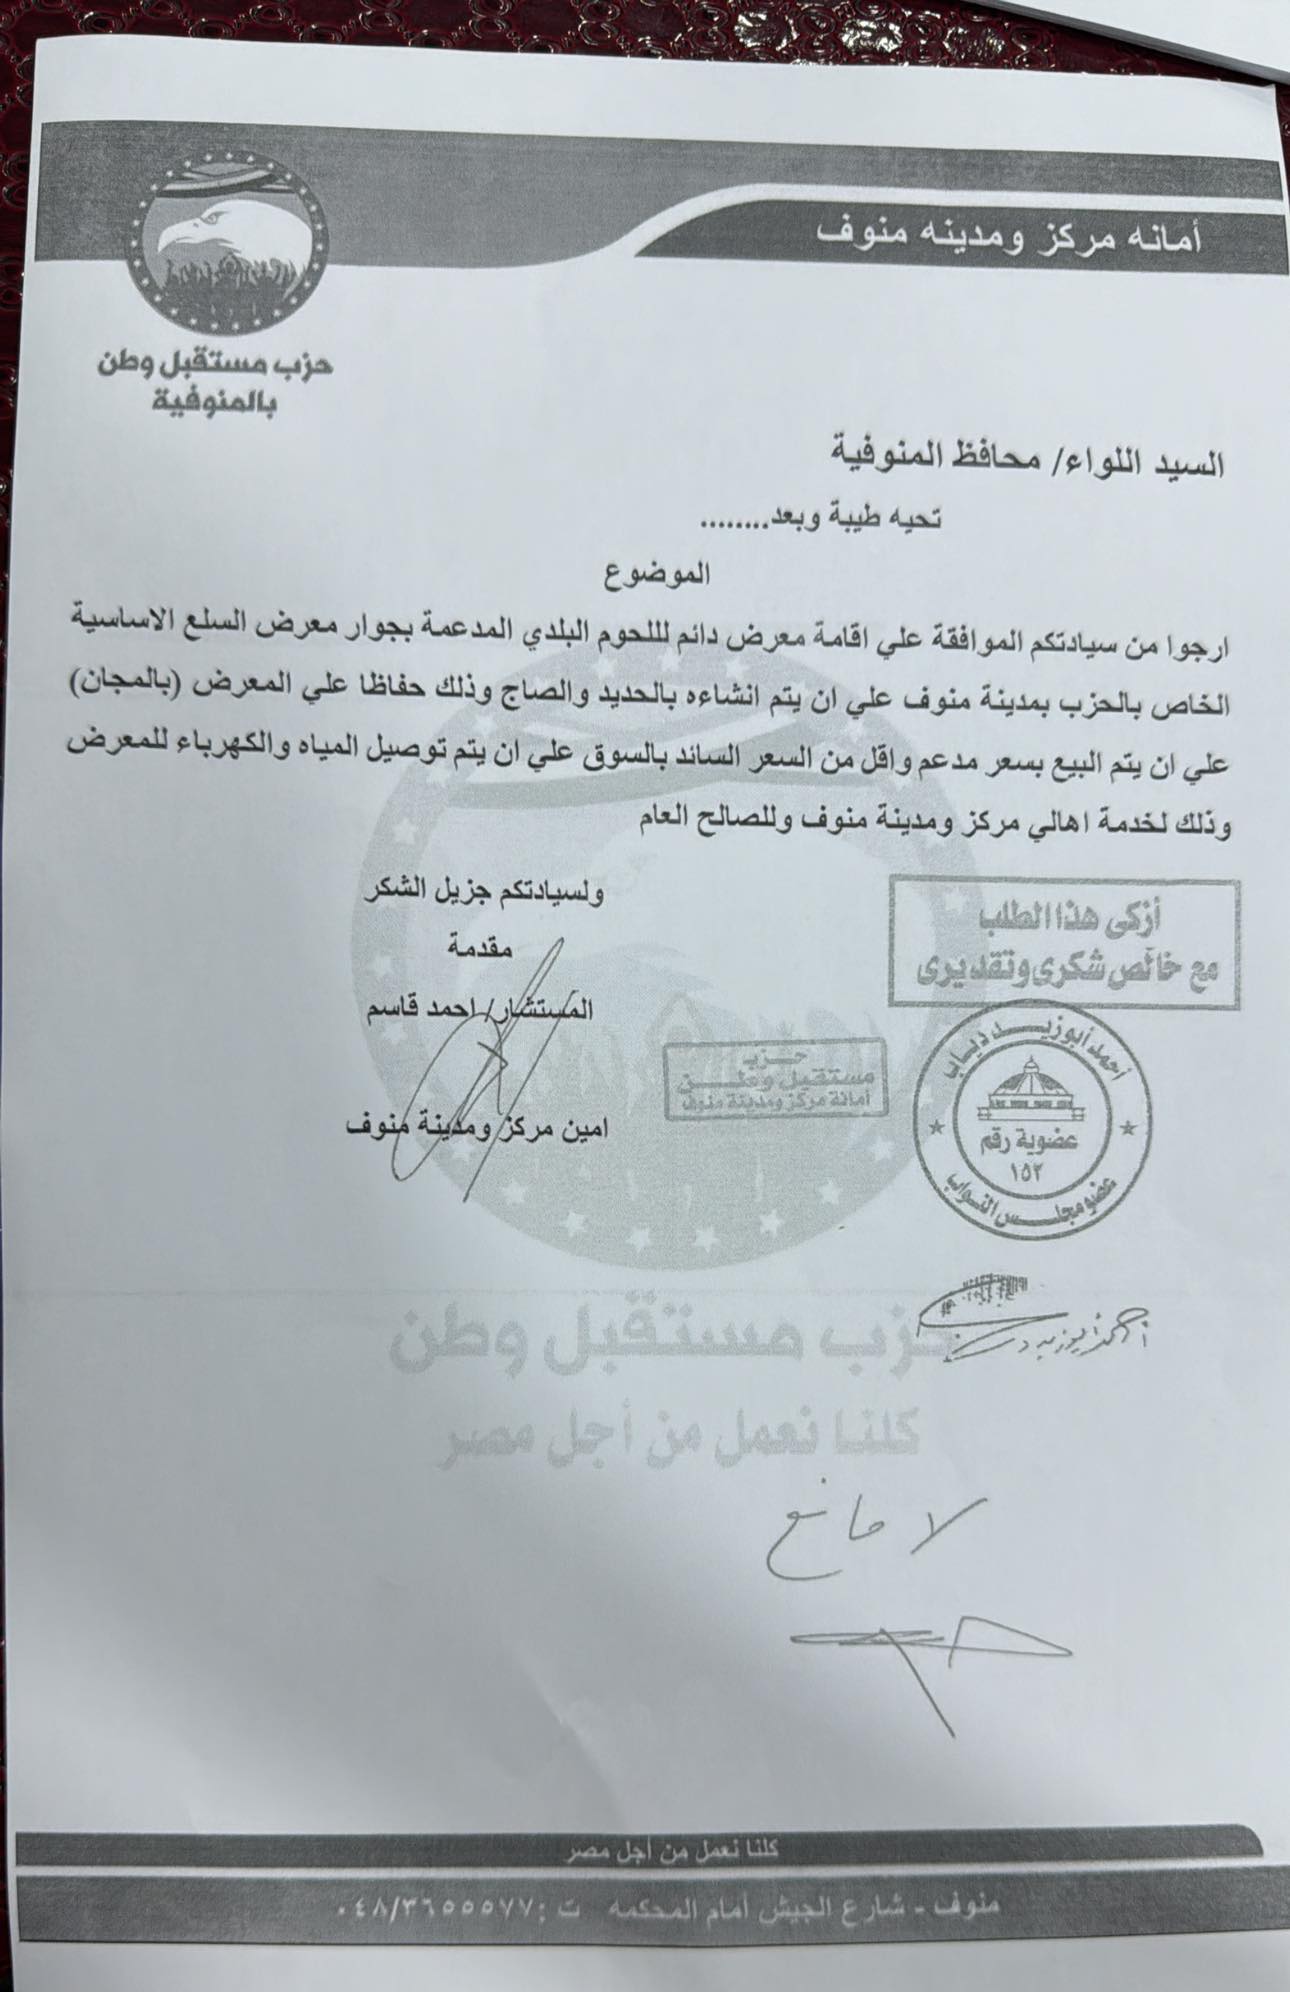 أمانه مركز ومدينه منوف
حزب مستقبل وطن
بالمنوفية
السيد اللواء/ محافظ المنوفية
تحيه طيبة وبعد........
الموضوع
ارجوا من سيادتكم الموافقة علي اقامة معرض دائم لللحوم البلدي المدعمة بجوار معرض السلع الاساسية
الخاص بالحزب بمدينة منوف علي ان يتم انشاءه بالحديد والصاج وذلك حفاظا علي المعرض (بالمجان)
علي ان يتم البيع بسعر مدعم واقل من السعر السائد بالسوق علي ان يتم توصيل المياه والكهرباء للمعرض
وذلك لخدمة اهالي مركز ومدينة منوف وللصالح العام
ولسيادتكم جزيل الشكر
مقدمة
المستشار/ احمد قاسم
امين مركز ومدينة منوف
أزكى هذا الطلب
مع خالص شكرى وتقديرى
حزب
مستقبل وطن
أمانة مركز ومدينة منوف
أحمد أبوزيد دياب
عضوية رقم
١٥٢
عضو مجلس النواب
حزب مستقبل وطن
كلنا نعمل من أجل مصر
لا مانع
كلنا نعمل من أجل مصر
منوف - شارع الجيش أمام المحكمه ت :٠٤٨/٣٦٥٥٥٧٧